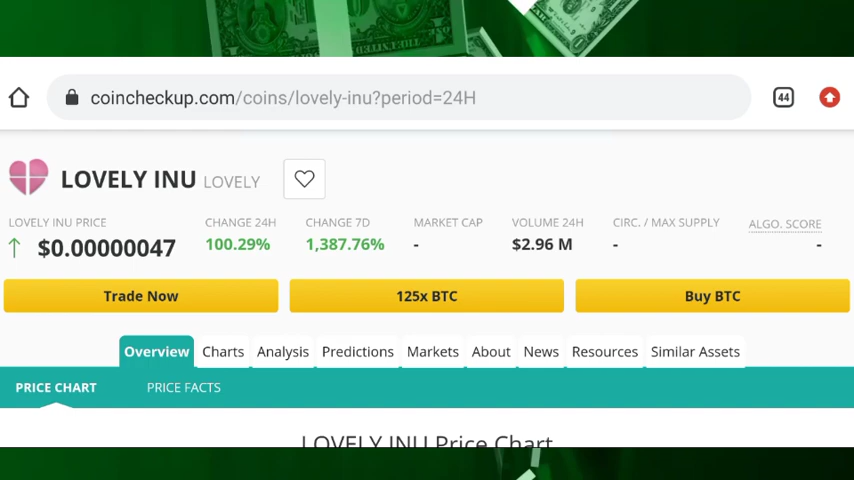 coincheckup.com/coins/lovely-inu?period=24H
44
LOVELY INU LOVELY
LOVELY INU PRICE
$0.00000047
CHANGE 24H
100.29%
CHANGE 7D
1,387.76%
MARKET CAP
-
VOLUME 24H
$2.96 M
CIRC. / MAX SUPPLY
-
ALGO. SCORE
-
Trade Now
125x BTC
Buy BTC
Overview Charts Analysis Predictions Markets About News Resources Similar Assets
PRICE CHART PRICE FACTS
LOVELY INU Price Chart